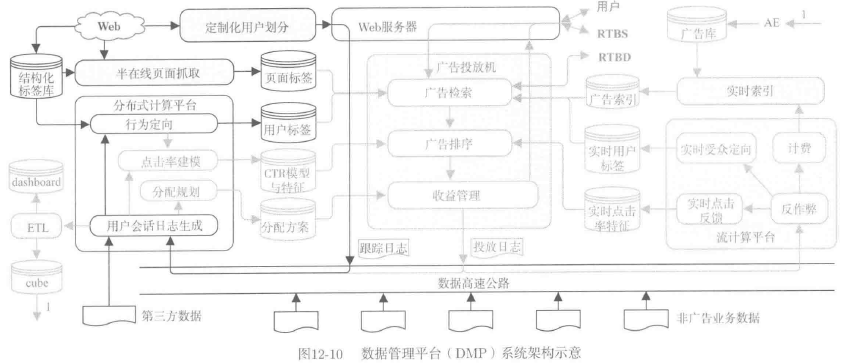 Web
定制化用户划分
Web服务器
用户
RTBS
RTBD
广告库
AE
1
结构化
标签库
半在线页面抓取
页面标签
广告投放机
广告检索
广告索引
实时索引
分布式计算平台
行为定向
用户标签
点击率建模
CTR模型
与特征
广告排序
实时用户
标签
实时受众定向
计费
dashboard
分配规划
分配方案
收益管理
实时点击
率特征
实时点击
反馈
反作弊
流计算平台
ETL
用户会话日志生成
cube
1
跟踪日志
投放日志
数据高速公路
第三方数据
非广告业务数据
图12-10 数据管理平台（DMP）系统架构示意